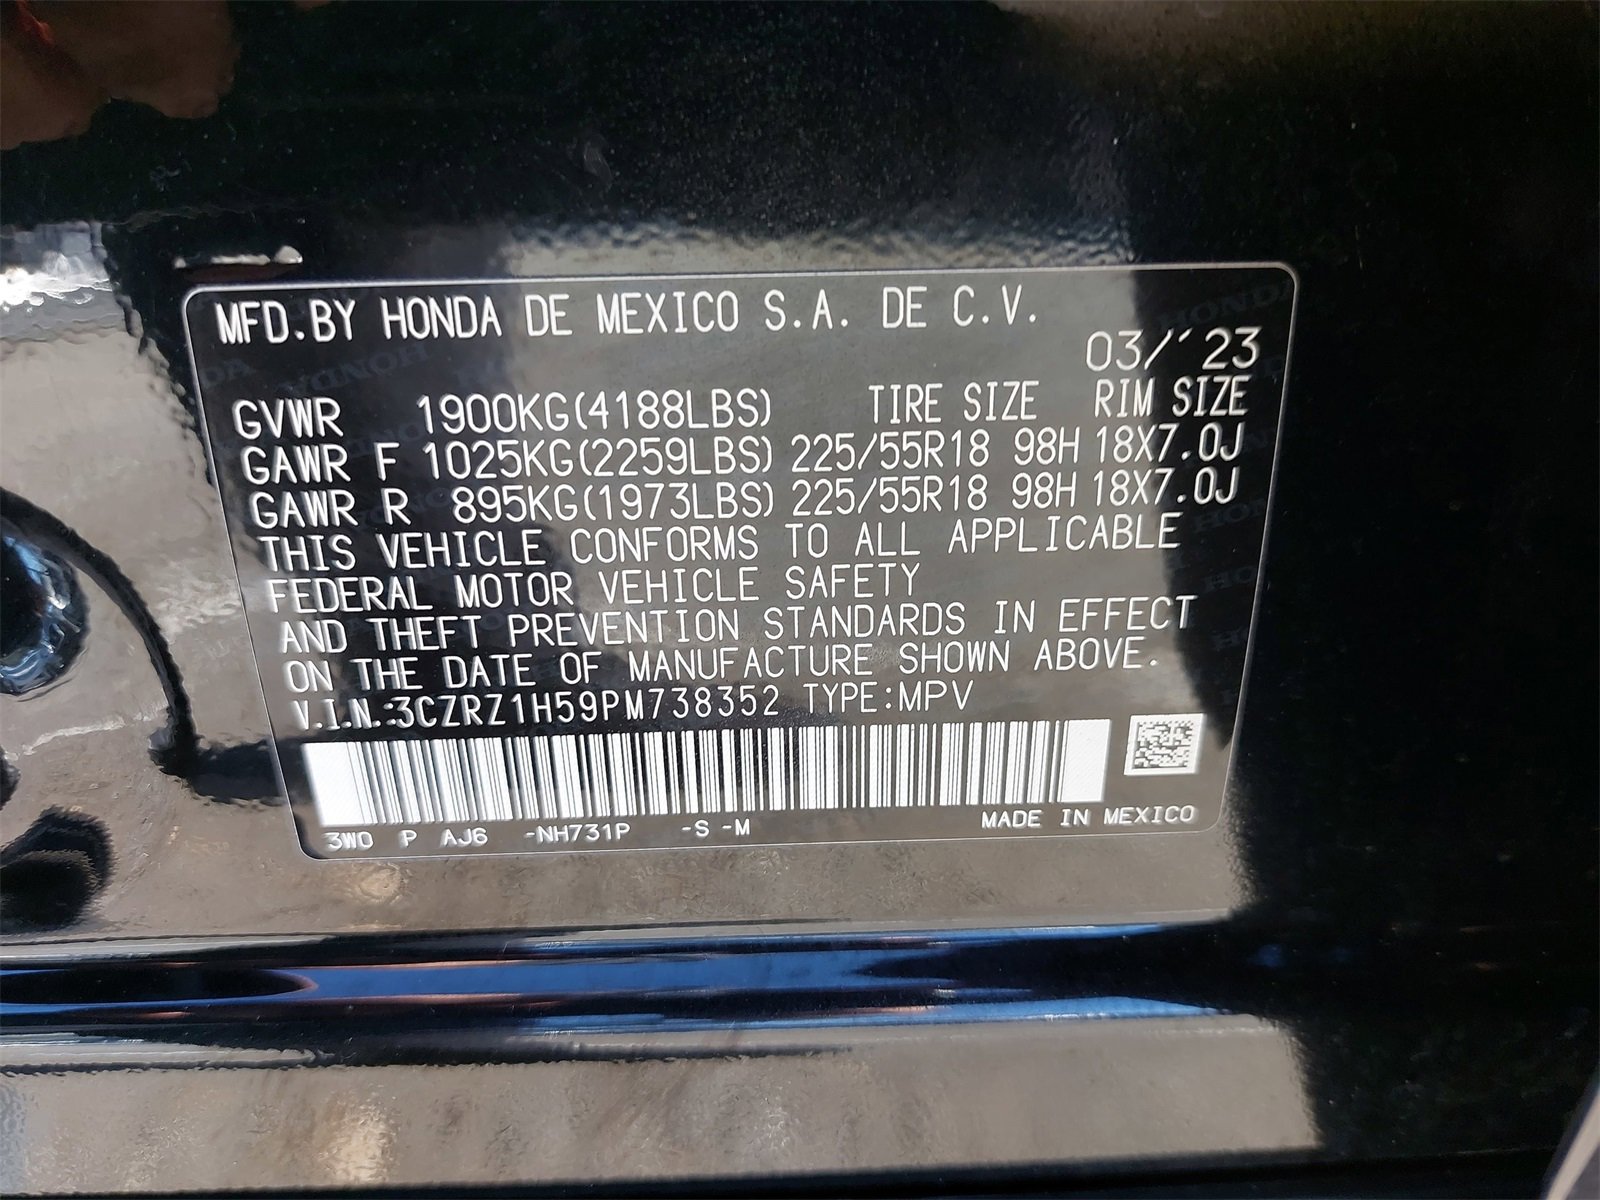 MFD.BY HONDA DE MEXICO S.A. DE C.V.
03/'23
GVWR 1900KG(4188LBS) TIRE SIZE RIM SIZE
GAWR F 1025KG(2259LBS) 225/55R18 98H 18X7.0J
GAWR R 895KG(1973LBS) 225/55R18 98H 18X7.0J
THIS VEHICLE CONFORMS TO ALL APPLICABLE
FEDERAL MOTOR VEHICLE SAFETY
AND THEFT PREVENTION STANDARDS IN EFFECT
ON THE DATE OF MANUFACTURE SHOWN ABOVE.
V.I.N.:3CZRZ1H59PM738352 TYPE:MPV
3W0 P AJ6 -NH731P -S -M MADE IN MEXICO